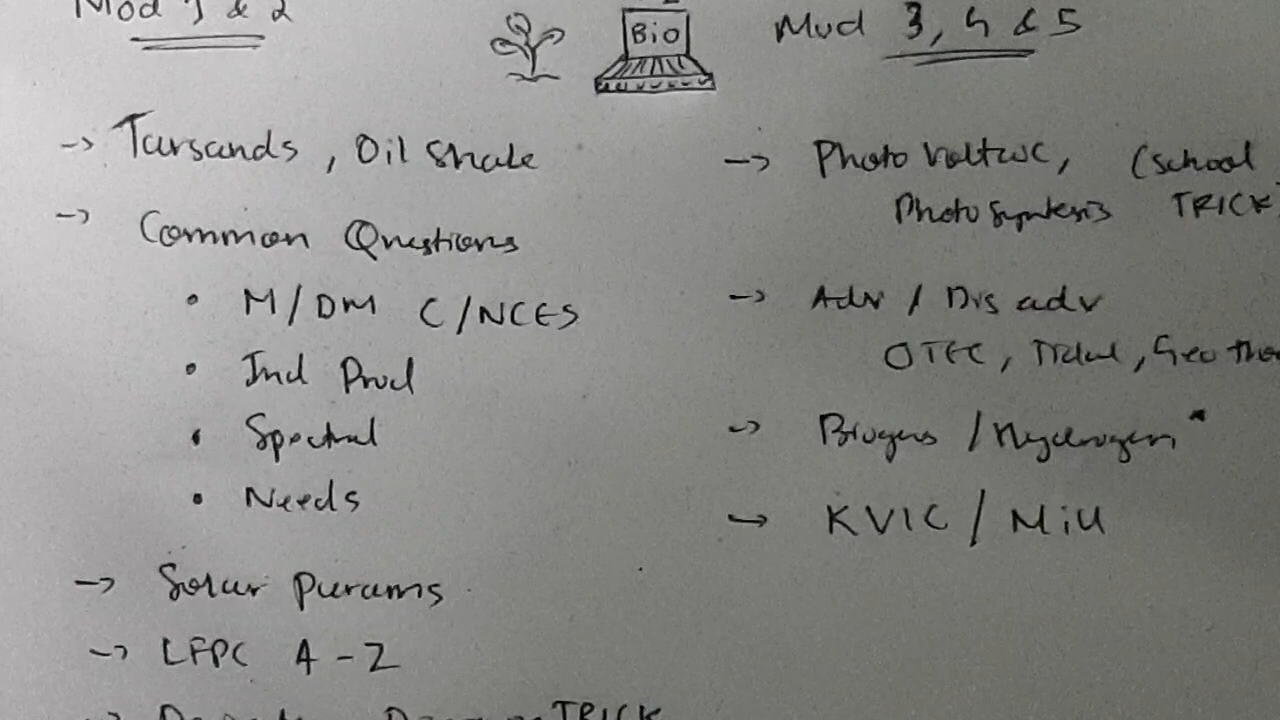 Mod 1 & 2
-> Tarsands, Oil Shale
-> Common Questions
• M/DM C/NCES
• Ind Prod
• Spectral
• Needs
-> Solar Params
-> LFPC A-Z
TRICK
Bio
Mod 3, 4 & 5
-> Photo Voltaic, (School
Photosynthesis TRICK
-> Adv / Dis adv
OTEC, Tidal, Geo the
-> Biogas / Hydrogen*
-> KVIC /